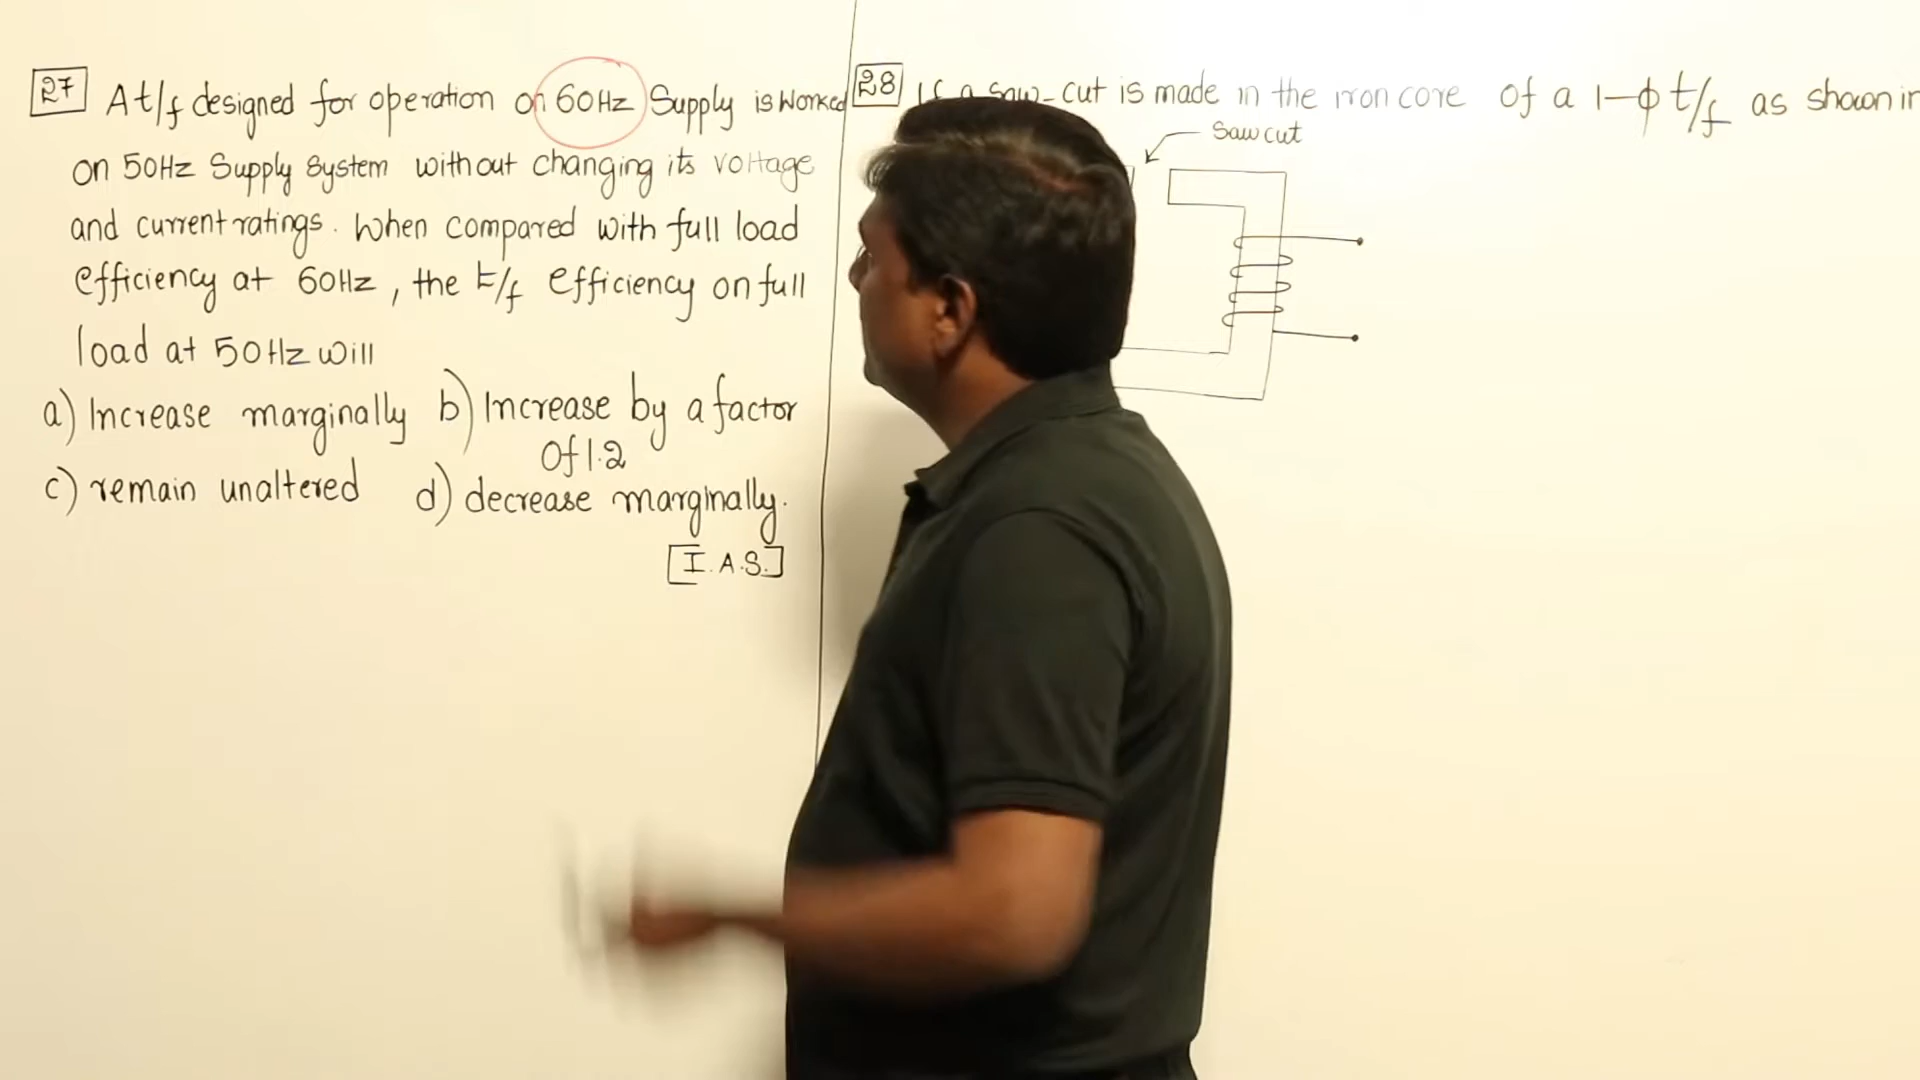 27 A t/f designed for operation on 60Hz Supply is Worked
on 50Hz Supply System without changing its voltage
and current ratings. When compared with full load
efficiency at 60Hz, the t/f efficiency on full
load at 50Hz will
a) Increase marginally b) Increase by a factor
of 1.2
c) remain unaltered d) decrease marginally.
[I.A.S.]
28 If a saw-cut is made in the iron core of a 1-ϕ t/f as shown in
Saw cut